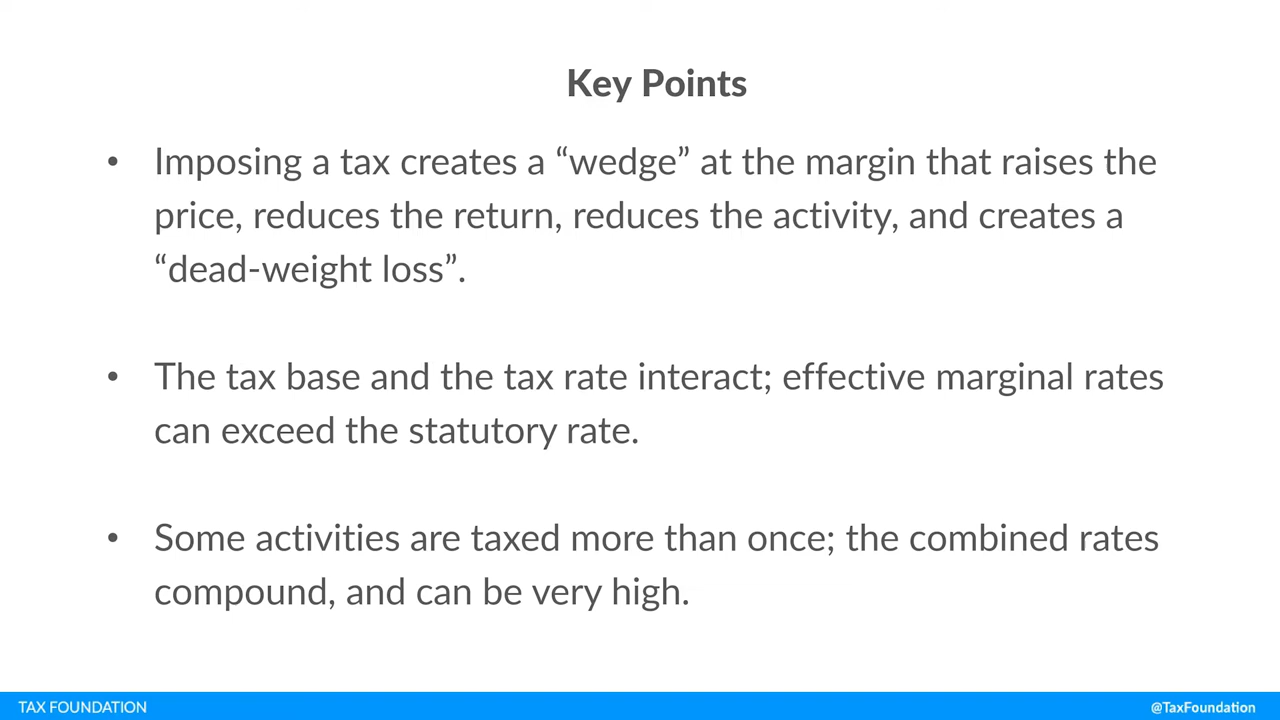 Key Points
• Imposing a tax creates a “wedge” at the margin that raises the
price, reduces the return, reduces the activity, and creates a
“dead-weight loss”.
• The tax base and the tax rate interact; effective marginal rates
can exceed the statutory rate.
• Some activities are taxed more than once; the combined rates
compound, and can be very high.
TAX FOUNDATION
@TaxFoundation